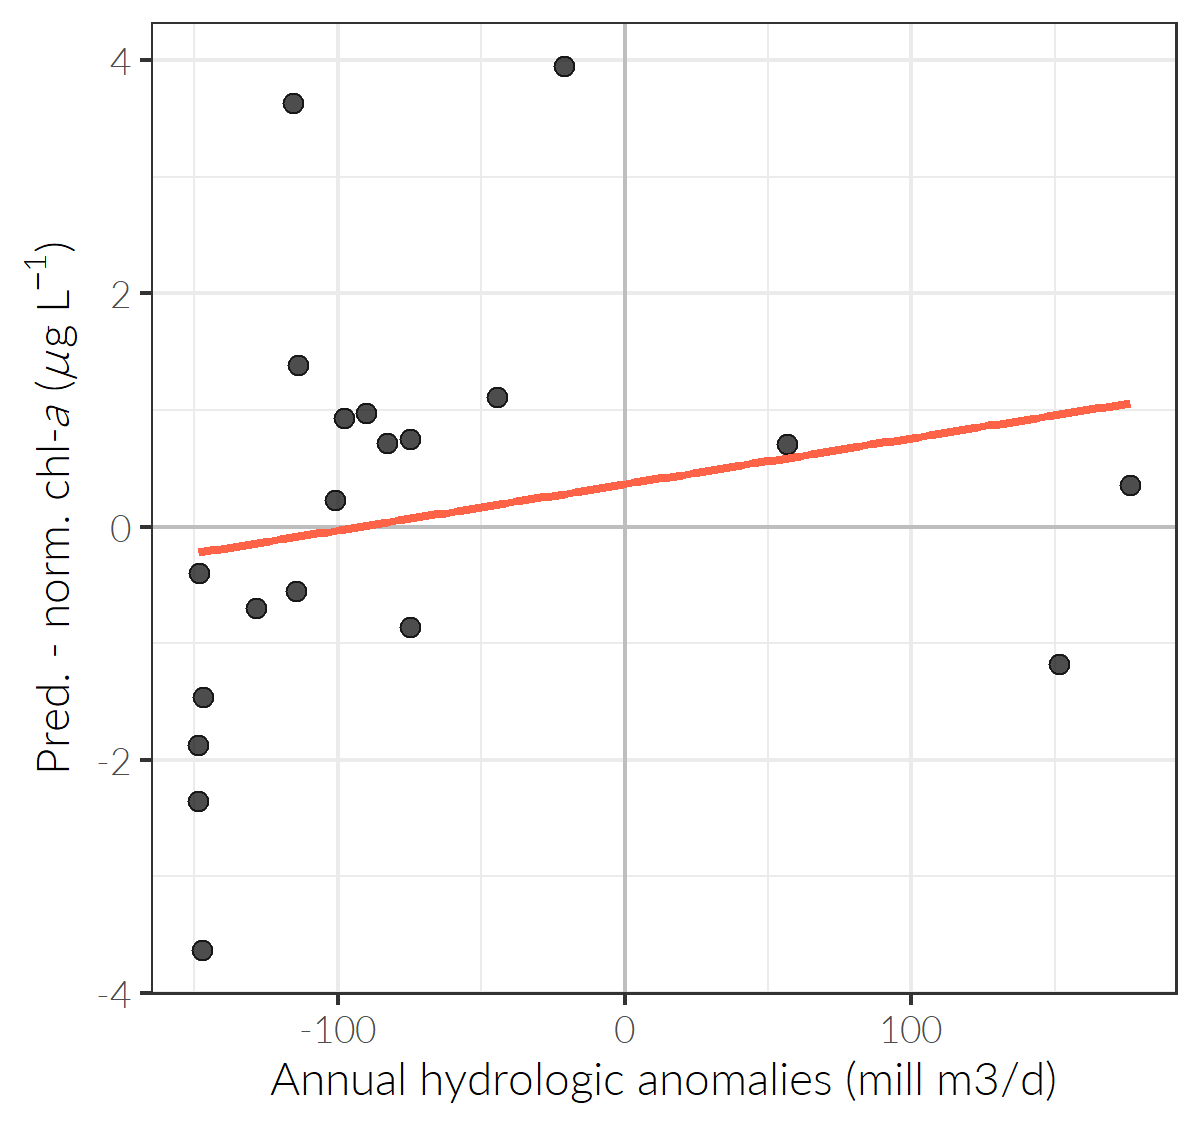 Pred. - norm. chl-a (μg L⁻¹)
4
2
0
-2
-4
-100 0 100
Annual hydrologic anomalies (mill m3/d)